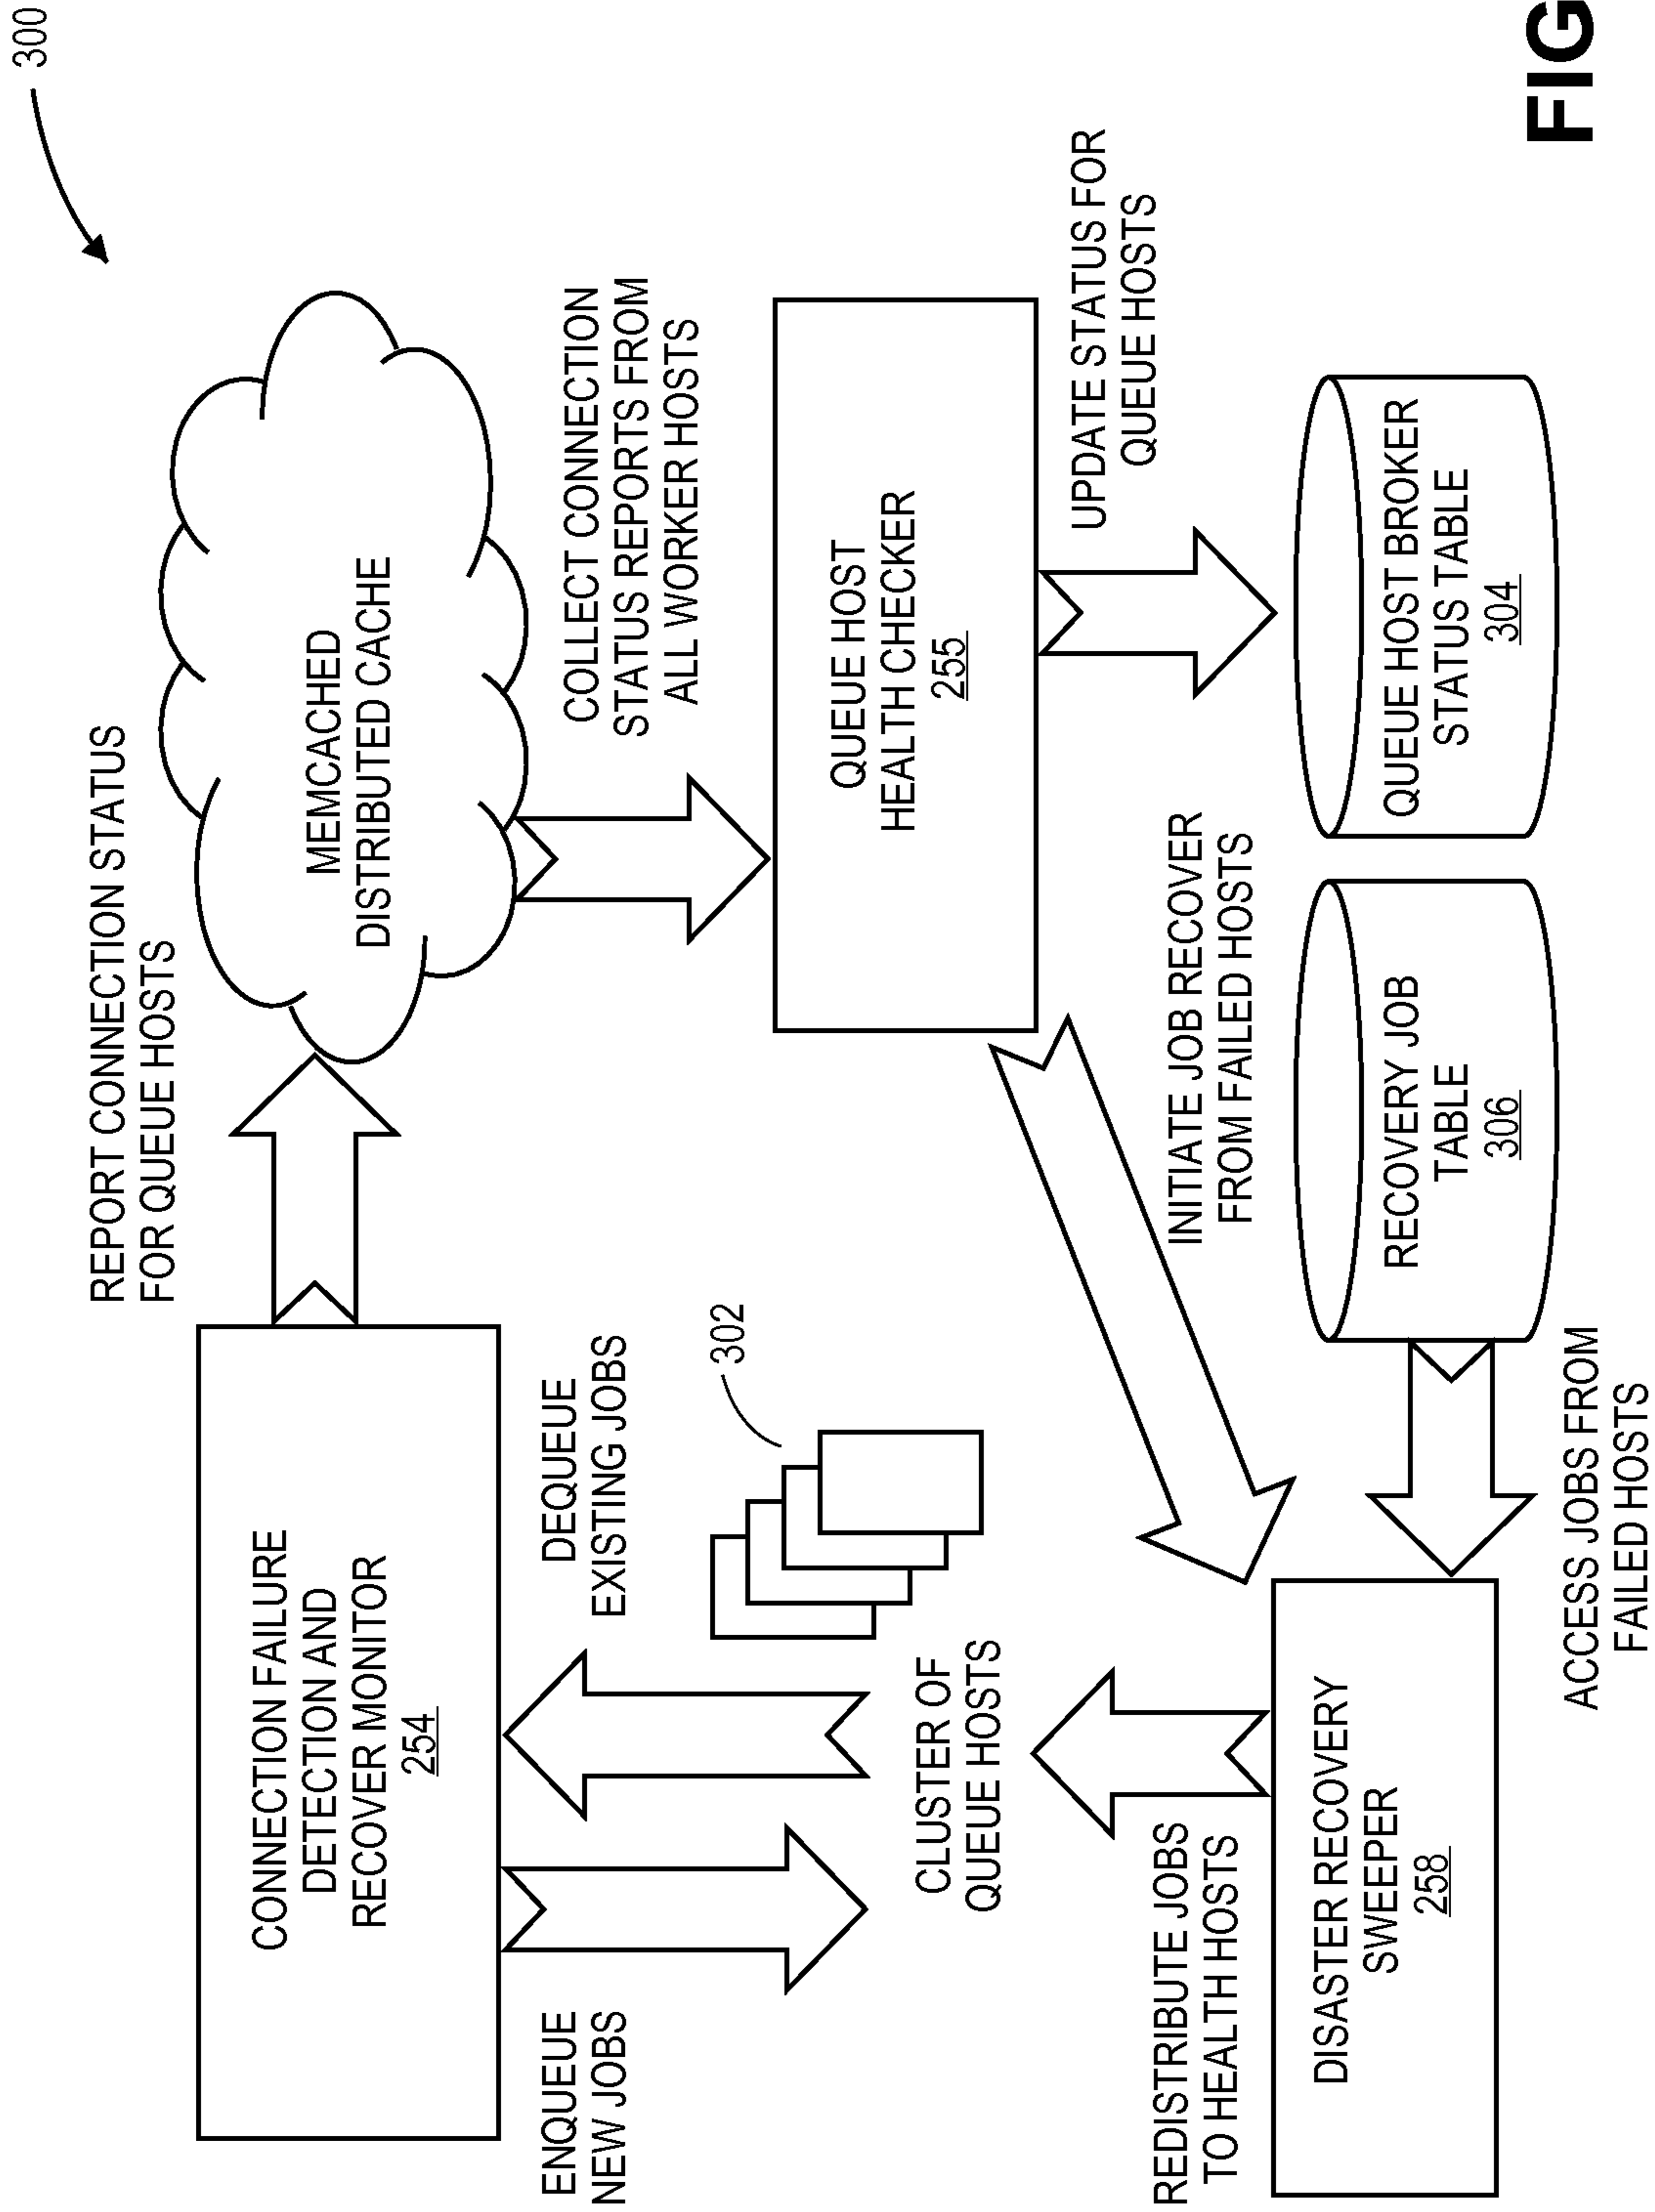 300
REPORT CONNECTION STATUS
FOR QUEUE HOSTS
CONNECTION FAILURE
DETECTION AND
RECOVER MONITOR
254
MEMCACHED
DISTRIBUTED CACHE
ENQUEUE
NEW JOBS
DEQUEUE
EXISTING JOBS
302
COLLECT CONNECTION
STATUS REPORTS FROM
ALL WORKER HOSTS
CLUSTER OF
QUEUE HOSTS
QUEUE HOST
HEALTH CHECKER
255
REDISTRIBUTE JOBS
TO HEALTH HOSTS
INITIATE JOB RECOVER
FROM FAILED HOSTS
UPDATE STATUS FOR
QUEUE HOSTS
DISASTER RECOVERY
SWEEPER
258
RECOVERY JOB
TABLE
306
QUEUE HOST BROKER
STATUS TABLE
304
ACCESS JOBS FROM
FAILED HOSTS
FIG